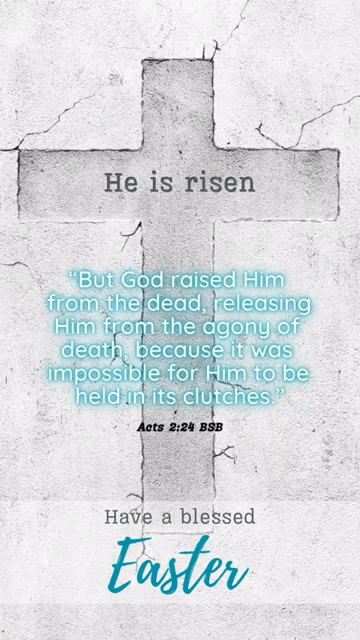 He is risen
“But God raised Him
from the dead, releasing
Him from the agony of
death, because it was
impossible for Him to be
held in its clutches.”
Acts 2:24 BSB
Have a blessed
Easter